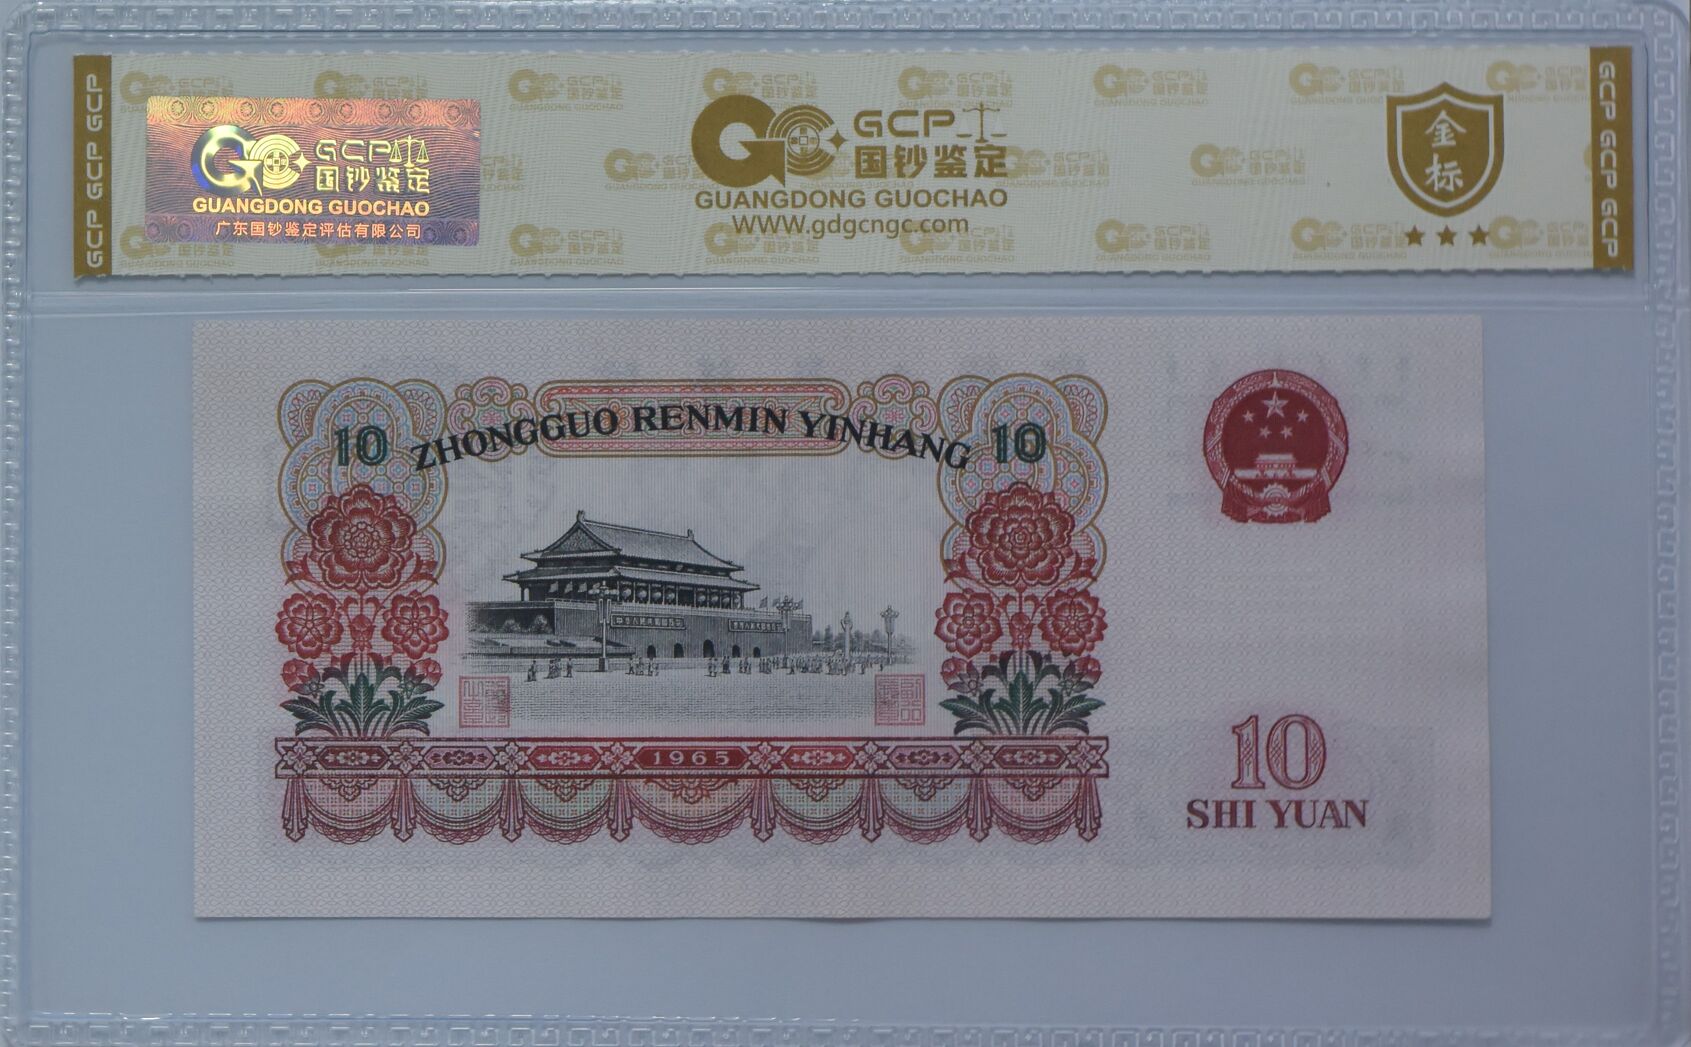 GCP GCP GCP
GCP
国钞鉴定
GUANGDONG GUOCHAO
广东国钞鉴定评估有限公司
GCP
国钞鉴定
GUANGDONG GUOCHAO
WWW.gdgcngc.com
金
标
GCP GCP GCP
10 ZHONGGUO RENMIN YINHANG 10
1965
10
SHI YUAN